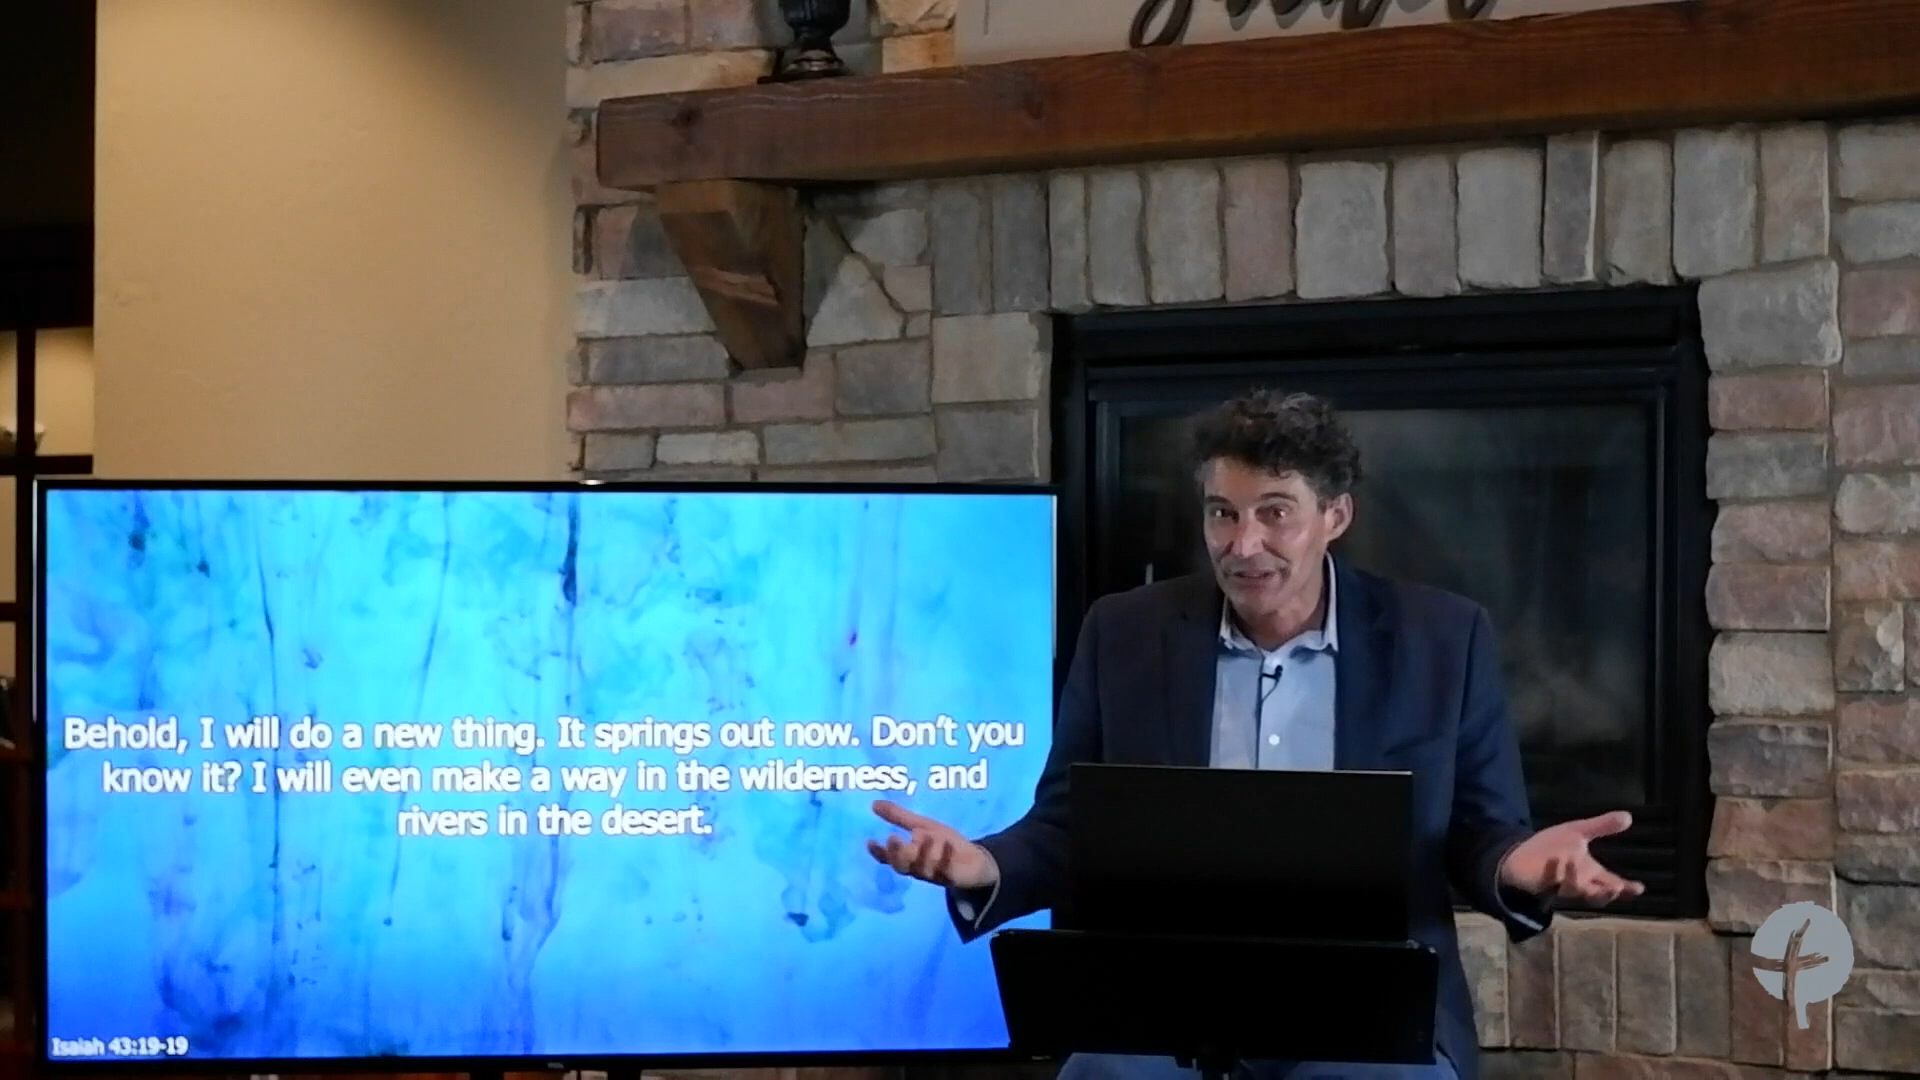 Behold, I will do a new thing. It springs out now. Don't you
know it? I will even make a way in the wilderness, and
rivers in the desert.
Isaiah 43:19-19